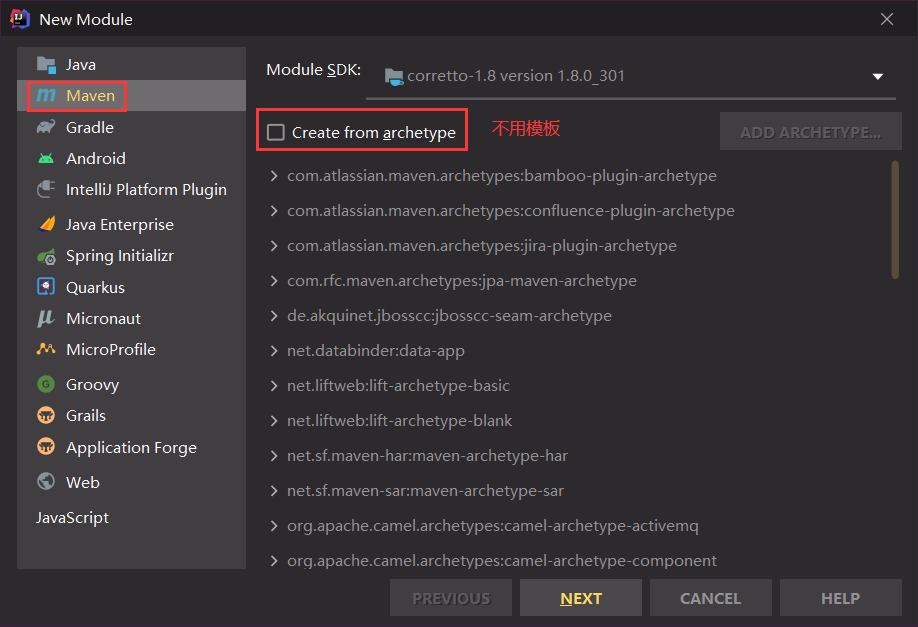 New Module
Java
Maven
Gradle
Android
IntelliJ Platform Plugin
Java Enterprise
Spring Initializr
Quarkus
Micronaut
MicroProfile
Groovy
Grails
Application Forge
Web
JavaScript
Module SDK:
corretto-1.8 version 1.8.0_301
Create from archetype
不用模板
ADD ARCHETYPE...
com.atlassian.maven.archetypes:bamboo-plugin-archetype
com.atlassian.maven.archetypes:confluence-plugin-archetype
com.atlassian.maven.archetypes:jira-plugin-archetype
com.rfc.maven.archetypes:jpa-maven-archetype
de.akquinet.jbosscc:jbosscc-seam-archetype
net.databinder:data-app
net.liftweb:lift-archetype-basic
net.liftweb:lift-archetype-blank
net.sf.maven-har:maven-archetype-har
net.sf.maven-sar:maven-archetype-sar
org.apache.camel.archetypes:camel-archetype-activemq
org.apache.camel.archetypes:camel-archetype-component
PREVIOUS
NEXT
CANCEL
HELP